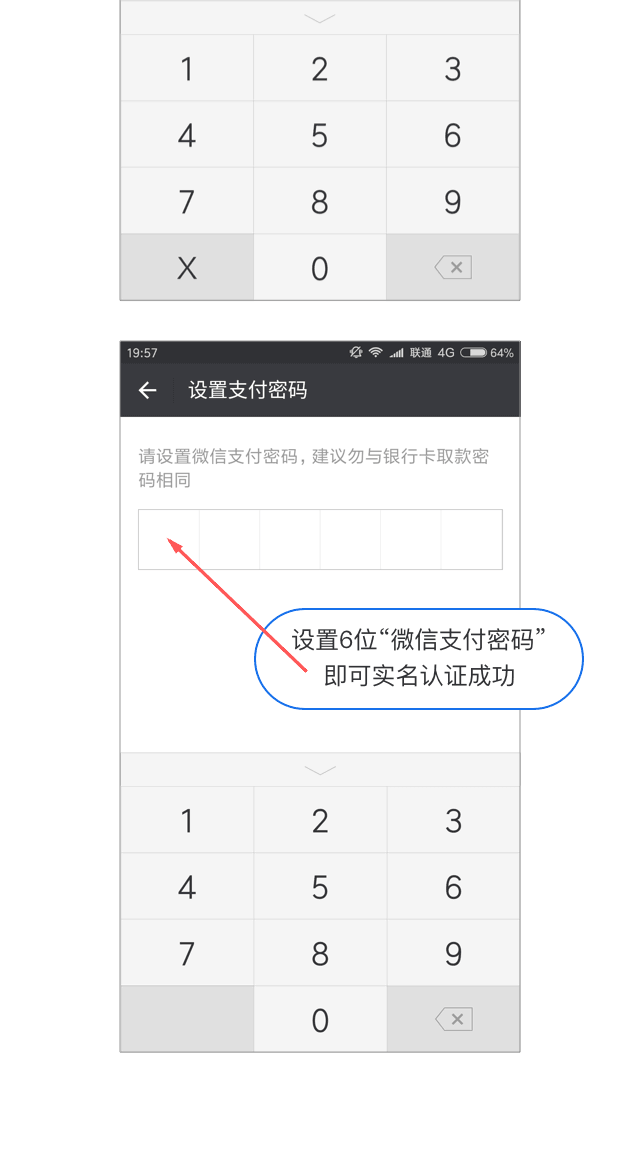 1 2 3
4 5 6
7 8 9
X 0
19:57 联通 4G 64%
设置支付密码
请设置微信支付密码，建议勿与银行卡取款密
码相同
设置6位“微信支付密码”
即可实名认证成功
1 2 3
4 5 6
7 8 9
0